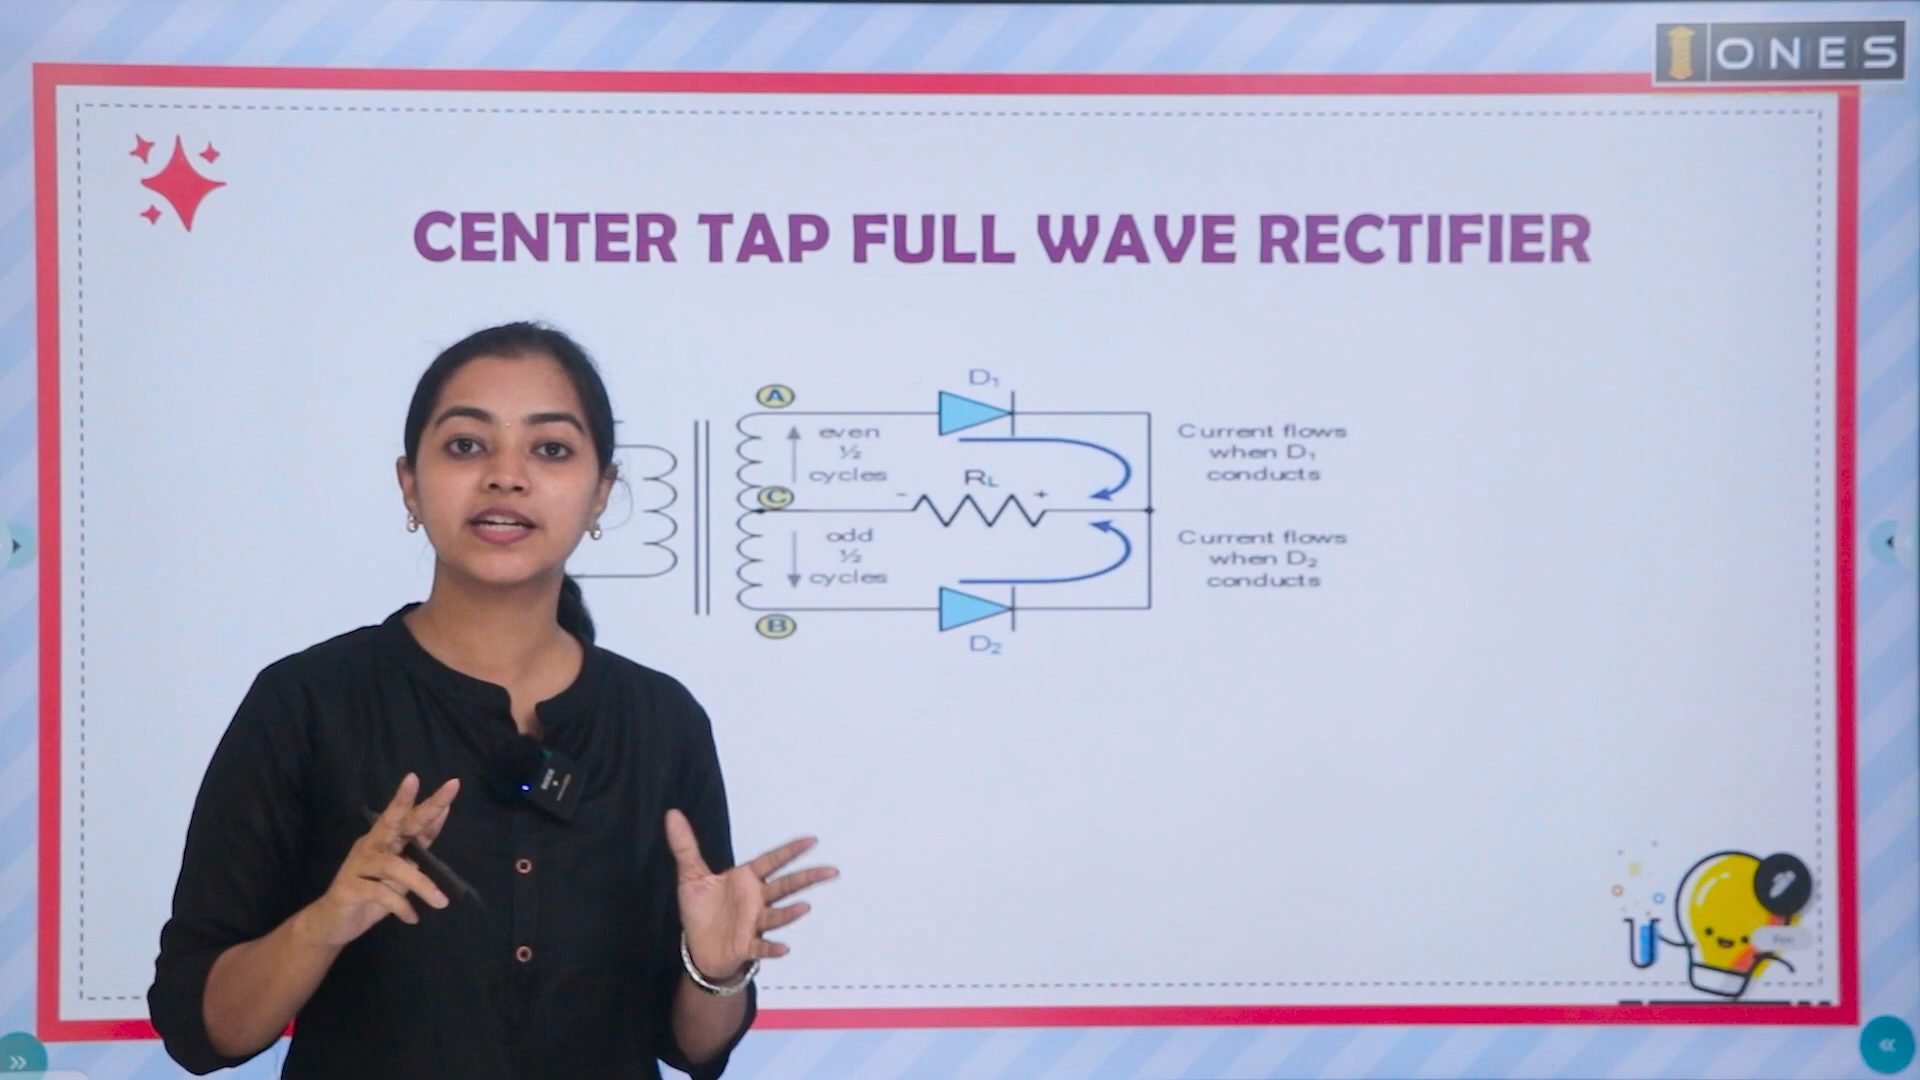 ONES
CENTER TAP FULL WAVE RECTIFIER
D₁
A
even
½
cycles
Current flows
when D₁
conducts
RL
C
- +
odd
½
cycles
Current flows
when D₂
conducts
B
D₂